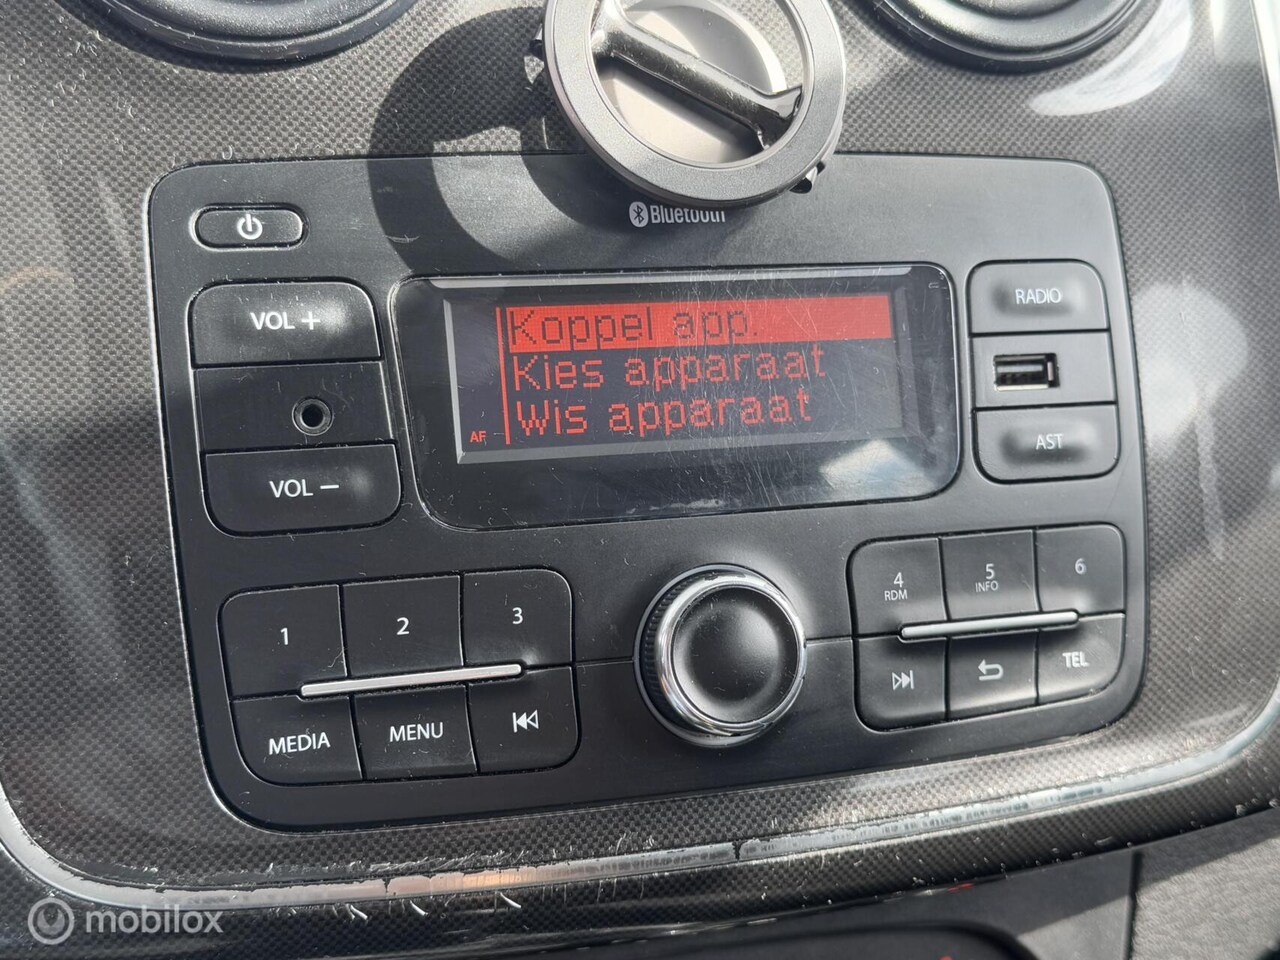 Bluetooth
VOL +
VOL –
Koppel app.
Kies apparaat
Wis apparaat
AF
RADIO
AST
1
2
3
MEDIA
MENU
4
RDM
5
INFO
6
TEL
mobilox